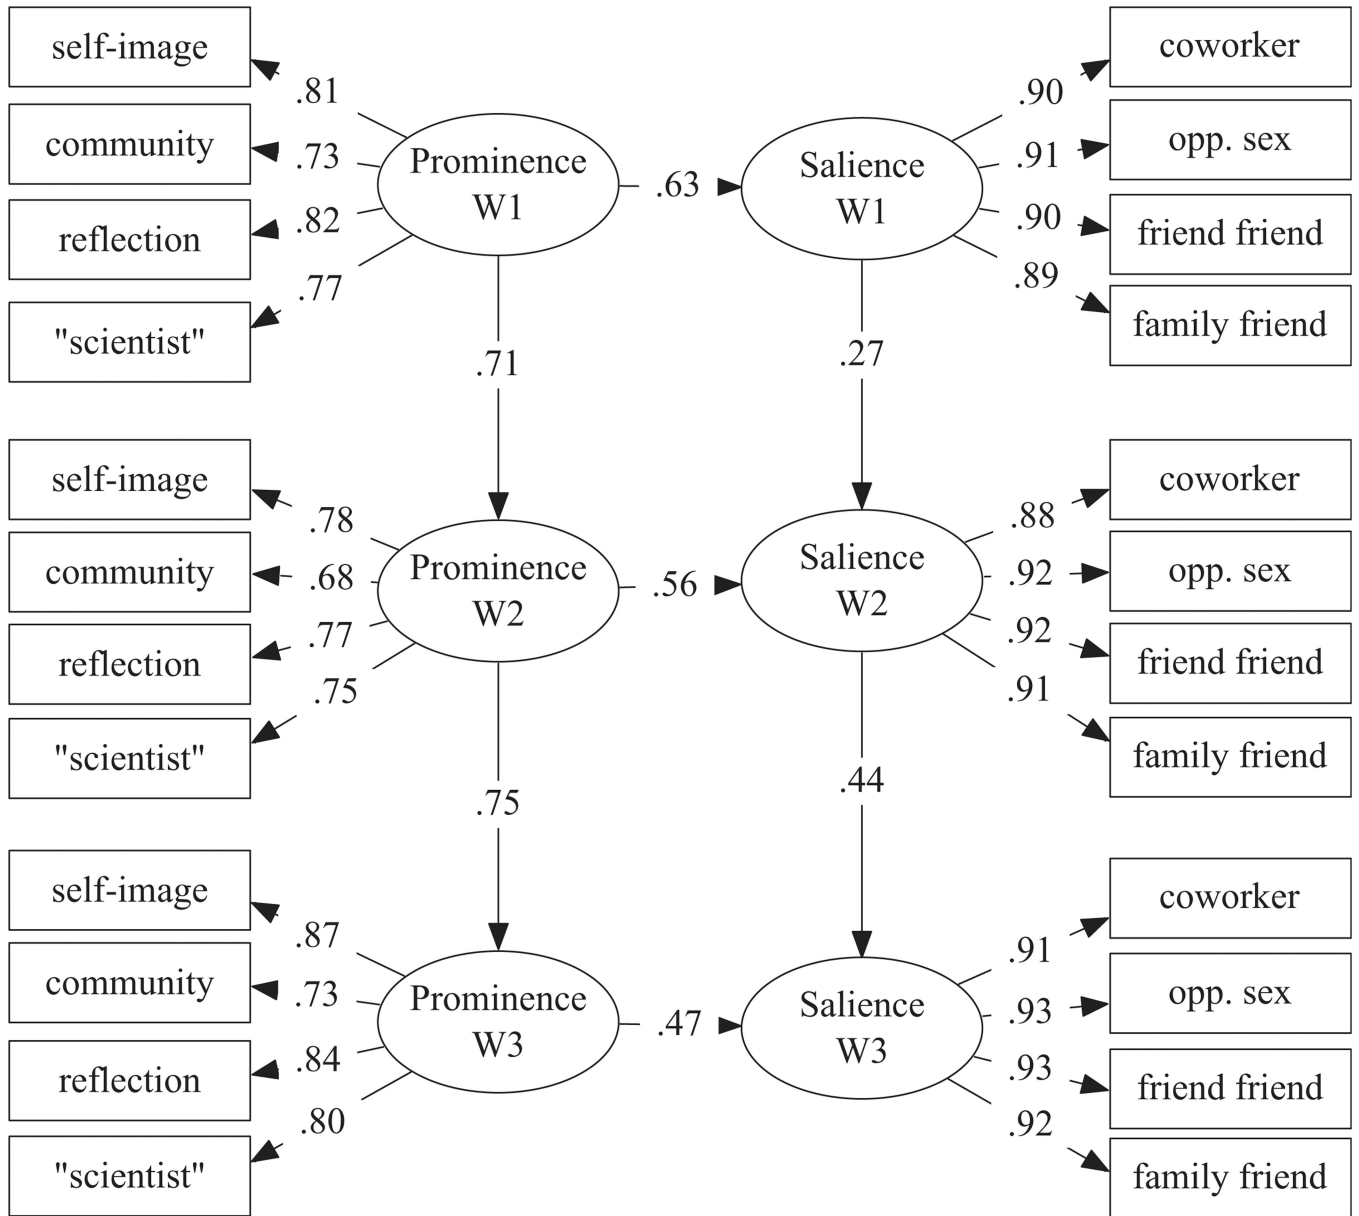 self-image
community
reflection
"scientist"
.81
.73
.82
.77
Prominence
W1
.63
Salience
W1
.90
.91
.90
.89
coworker
opp. sex
friend friend
family friend
.71
.27
self-image
community
reflection
"scientist"
.78
.68
.77
.75
Prominence
W2
.56
Salience
W2
.88
.92
.92
.91
coworker
opp. sex
friend friend
family friend
.75
.44
self-image
community
reflection
"scientist"
.87
.73
.84
.80
Prominence
W3
.47
Salience
W3
.91
.93
.93
.92
coworker
opp. sex
friend friend
family friend